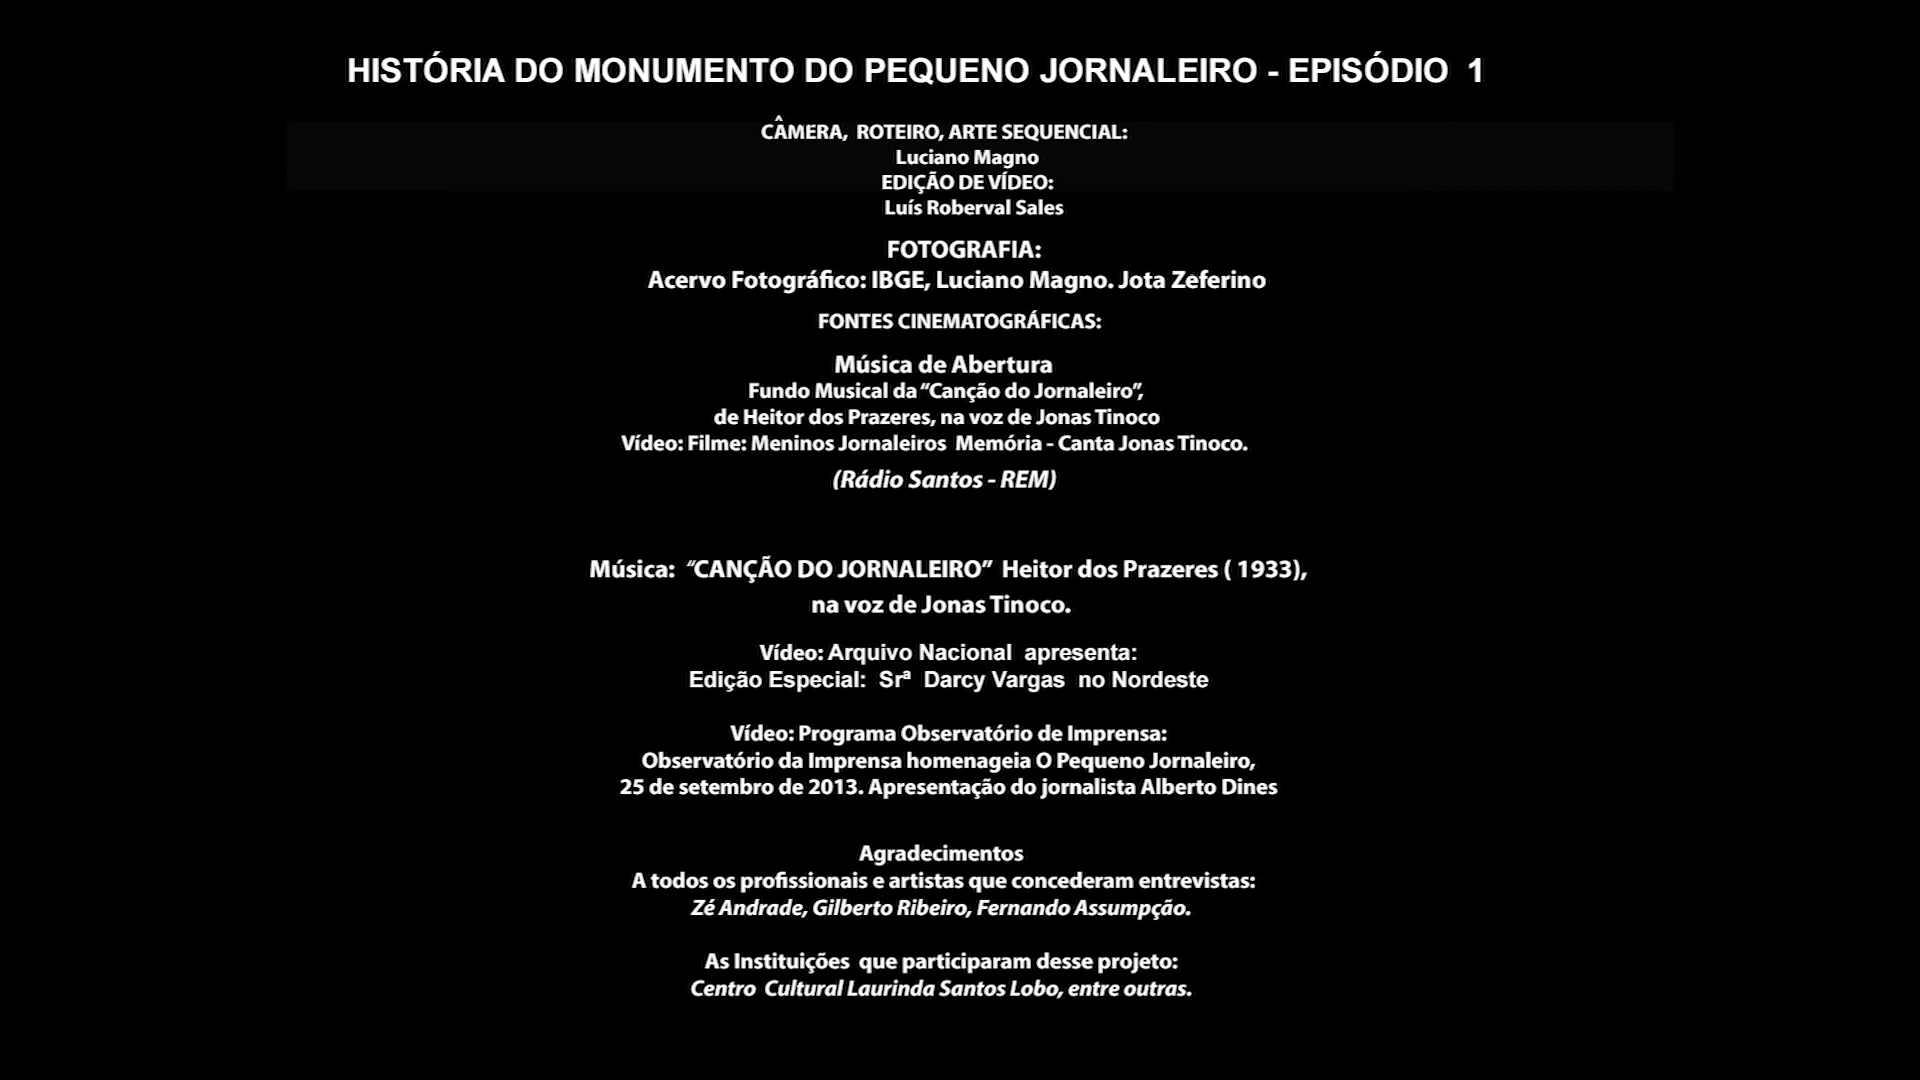 HISTÓRIA DO MONUMENTO DO PEQUENO JORNALEIRO - EPISÓDIO 1
CÂMERA, ROTEIRO, ARTE SEQUENCIAL:
Luciano Magno
EDIÇÃO DE VÍDEO:
Luís Roberval Sales
FOTOGRAFIA:
Acervo Fotográfico: IBGE, Luciano Magno. Jota Zeferino
FONTES CINEMATOGRÁFICAS:
Música de Abertura
Fundo Musical da “Canção do Jornaleiro”,
de Heitor dos Prazeres, na voz de Jonas Tinoco
Vídeo: Filme: Meninos Jornaleiros Memória - Canta Jonas Tinoco.
(Rádio Santos - REM)
Música: “CANÇÃO DO JORNALEIRO” Heitor dos Prazeres ( 1933),
na voz de Jonas Tinoco.
Vídeo: Arquivo Nacional apresenta:
Edição Especial: Srª Darcy Vargas no Nordeste
Vídeo: Programa Observatório de Imprensa:
Observatório da Imprensa homenageia O Pequeno Jornaleiro,
25 de setembro de 2013. Apresentação do jornalista Alberto Dines
Agradecimentos
A todos os profissionais e artistas que concederam entrevistas:
Zé Andrade, Gilberto Ribeiro, Fernando Assumpção.
As Instituições que participaram desse projeto:
Centro Cultural Laurinda Santos Lobo, entre outras.